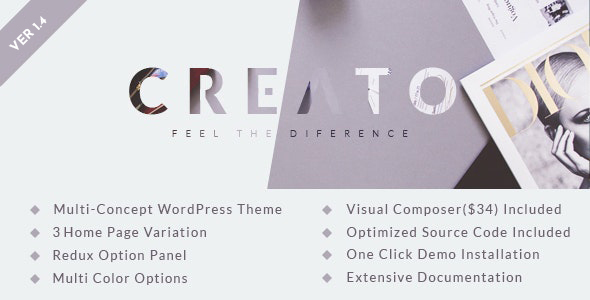 VER 1.4
CREATO
FEEL THE DIFERENCE
Multi-Concept WordPress Theme
3 Home Page Variation
Redux Option Panel
Multi Color Options
Visual Composer($34) Included
Optimized Source Code Included
One Click Demo Installation
Extensive Documentation